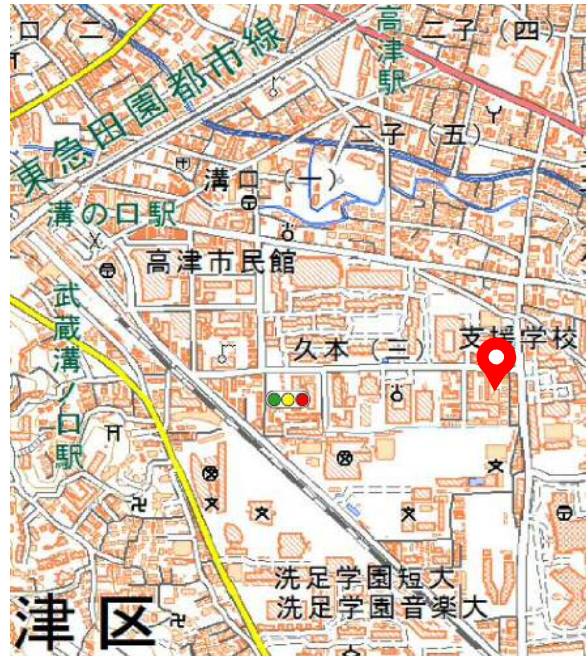 口（二）
東急田園都市線
高津駅
二子（四）
二子（五）
溝口（一）
溝の口駅
高津市民館
武蔵溝ノ口駅
久本（三）
支援学校
洗足学園短大
洗足学園音楽大
津区